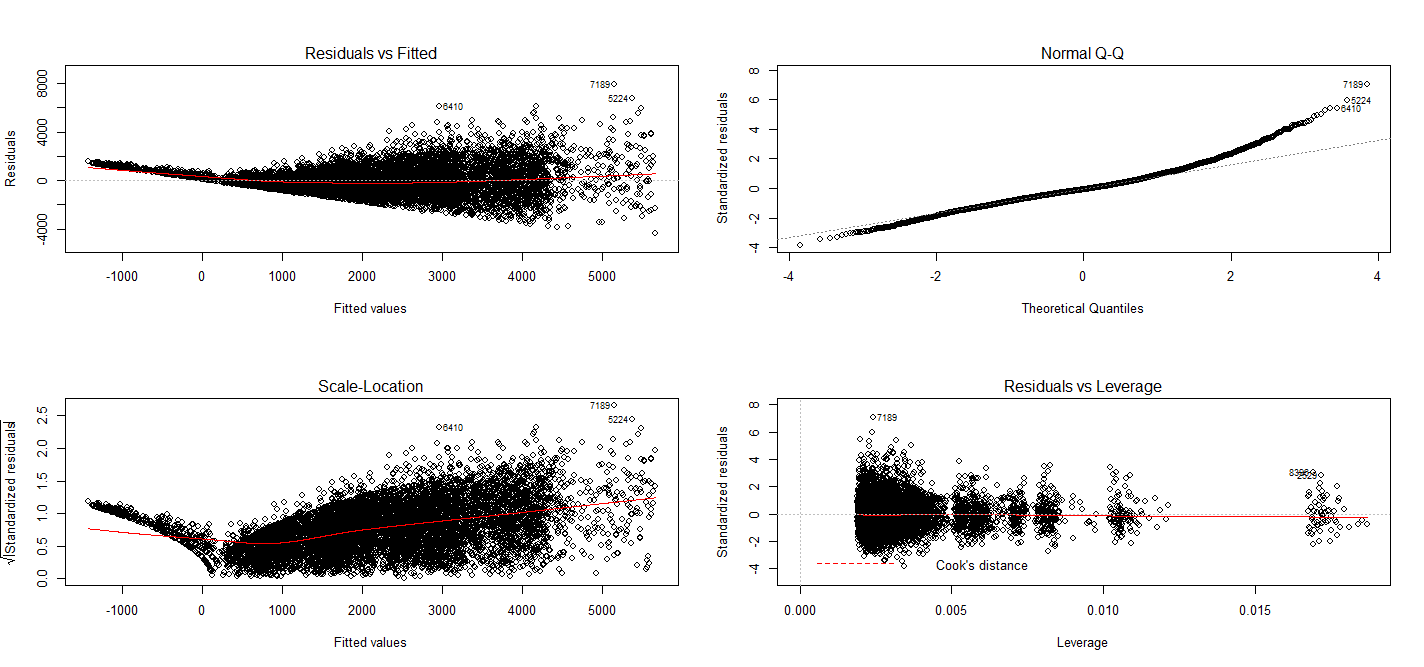 Residuals vs Fitted
Residuals
8000
4000
0
-4000
7189
5224
6410
-1000 0 1000 2000 3000 4000 5000
Fitted values
Normal Q-Q
Standardized residuals
8
6
4
2
0
-2
-4
7189
5224
6410
-4 -2 0 2 4
Theoretical Quantiles
Scale-Location
√|Standardized residuals|
2.5
2.0
1.5
1.0
0.5
0.0
7189
5224
6410
-1000 0 1000 2000 3000 4000 5000
Fitted values
Residuals vs Leverage
Standardized residuals
8
6
4
2
0
-2
-4
7189
2529
Cook's distance
0.000 0.005 0.010 0.015
Leverage